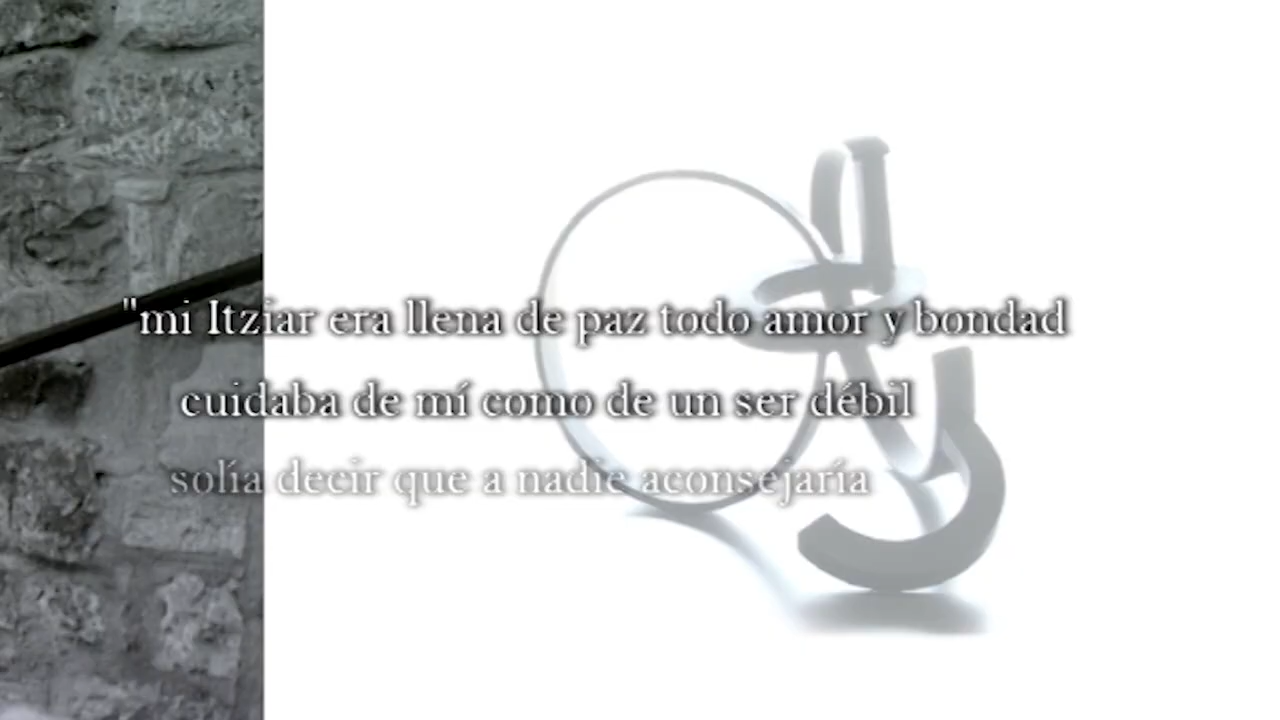 "mi Itziar era llena de paz todo amor y bondad
cuidaba de mí como de un ser débil
solía decir que a nadie aconsejaría